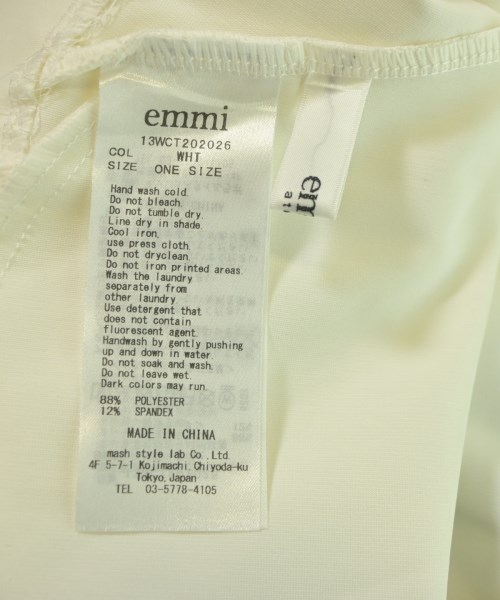 emmi
13WCT202026
COL WHT
SIZE ONE SIZE
Hand wash cold.
Do not bleach.
Do not tumble dry.
Line dry in shade.
Cool iron,
use press cloth.
Do not dryclean.
Do not iron printed areas.
Wash the laundry
separately from
other laundry.
Use detergent that
does not contain
fluorescent agent.
Handwash by gently pushing
up and down in water.
Do not soak and wash.
Do not leave wet.
Dark colors may run.
88% POLYESTER
12% SPANDEX
MADE IN CHINA
mash style lab Co.,Ltd.
4F 5-7-1 Kojimachi,Chiyoda-ku
Tokyo,Japan
TEL 03-5778-4105
em